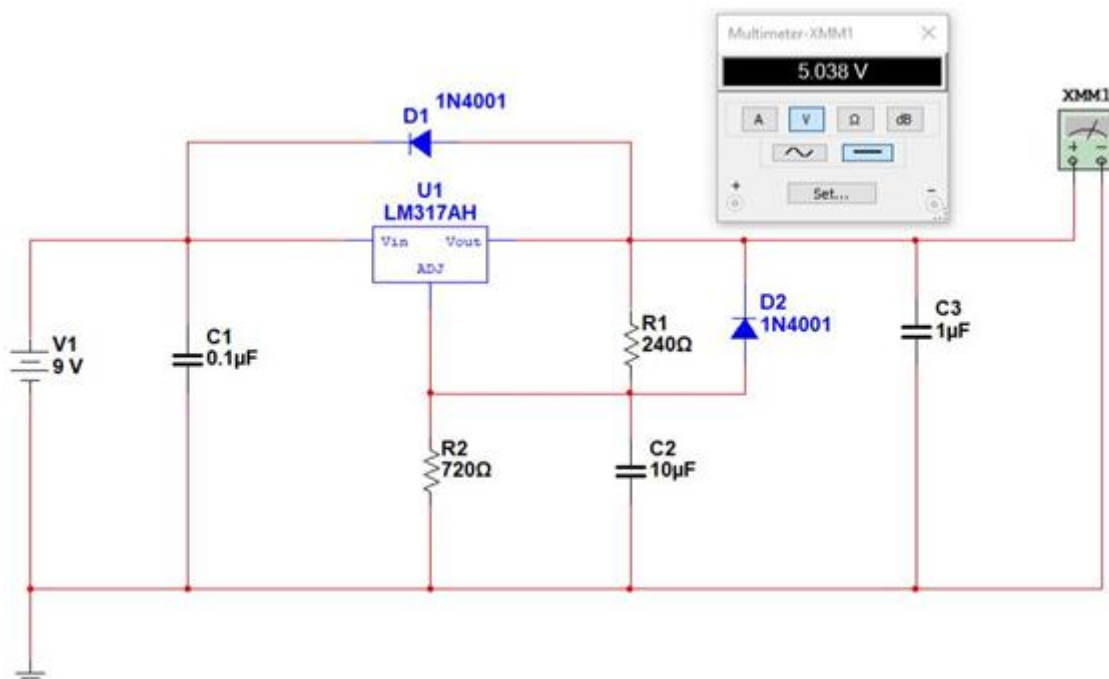 Multimeter-XMM1
5.038 V
A V Ω dB
+ Set... -
XMM1
+ -
1N4001
D1
U1
LM317AH
Vin Vout
ADJ
V1
9 V
C1
0.1µF
R1
240Ω
D2
1N4001
C3
1µF
R2
720Ω
C2
10µF